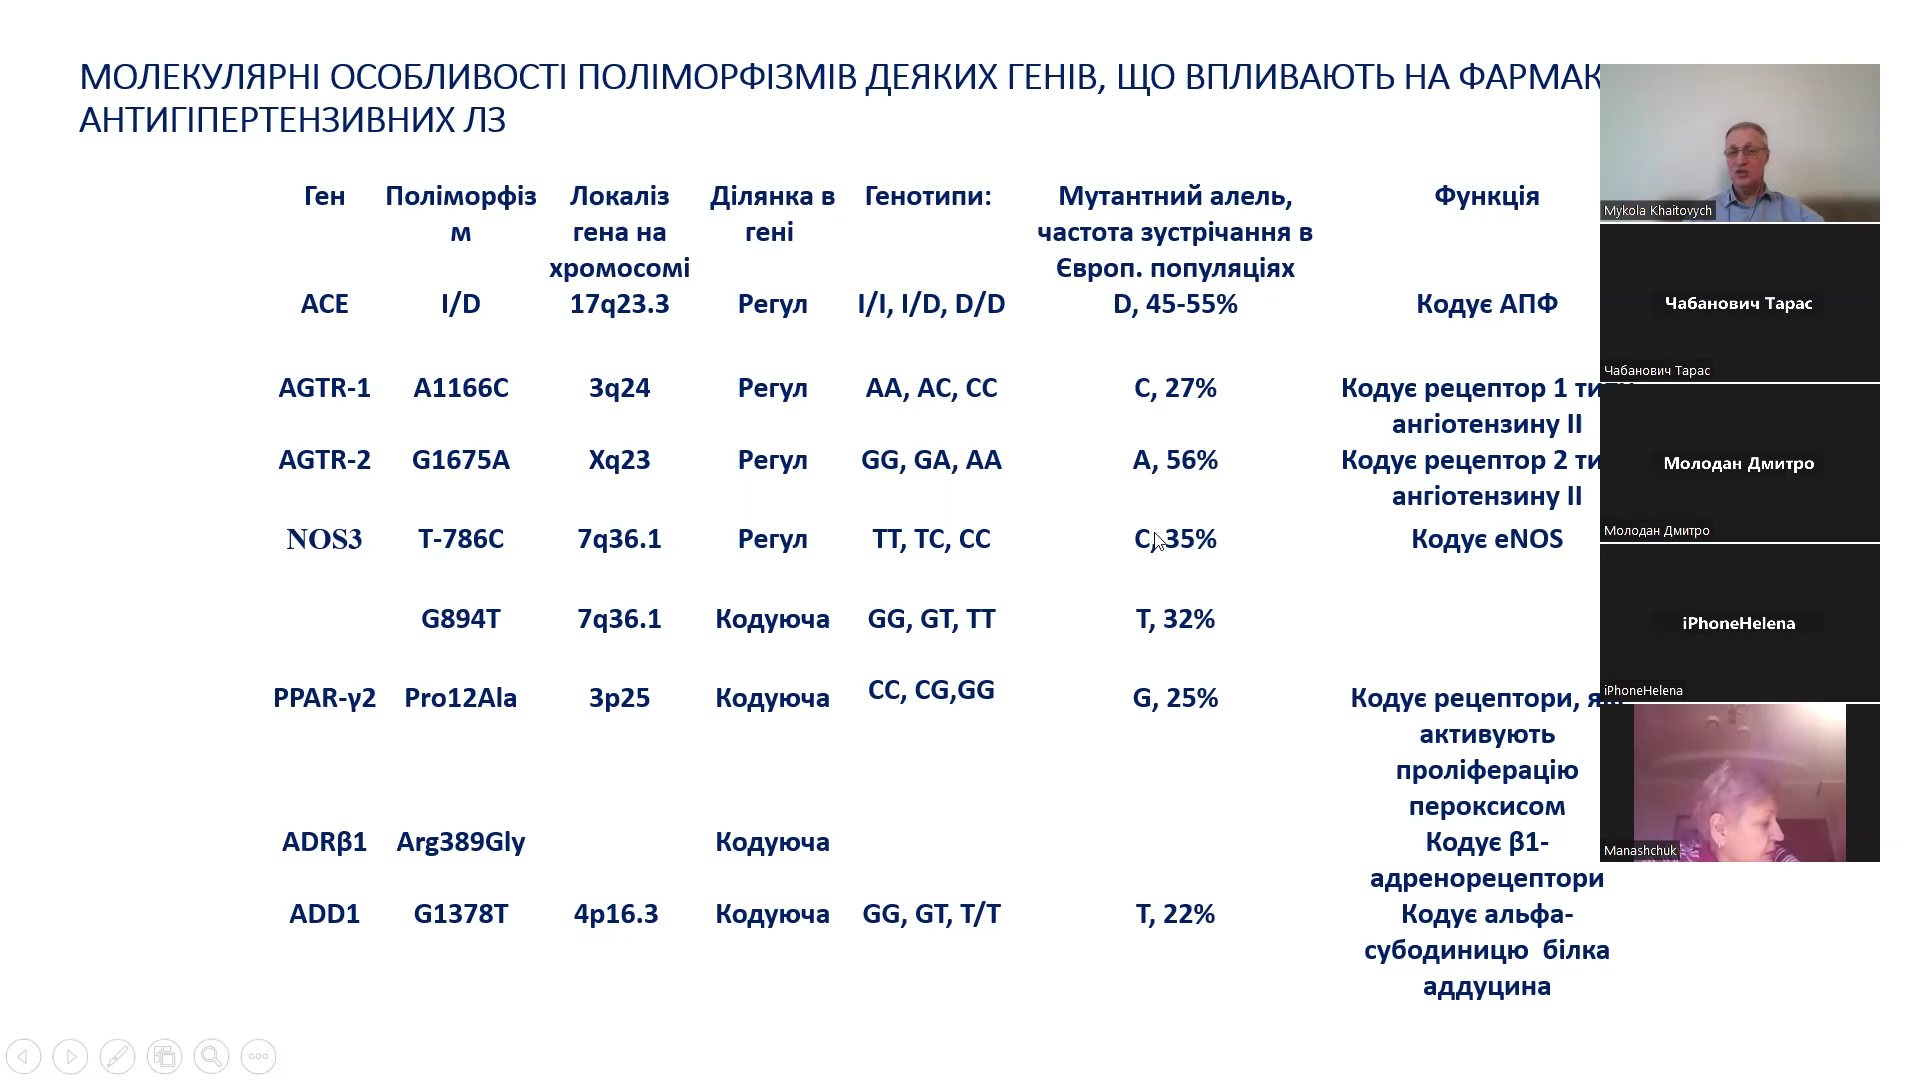 МОЛЕКУЛЯРНІ ОСОБЛИВОСТІ ПОЛІМОРФІЗМІВ ДЕЯКИХ ГЕНІВ, ЩО ВПЛИВАЮТЬ НА ФАРМАК
АНТИГІПЕРТЕНЗИВНИХ ЛЗ
Ген Поліморфіз Локаліз Ділянка в Генотипи: Мутантний алель, Функція
м гена на гені частота зустрічання в
хромосомі Європ. популяціях
ACE I/D 17q23.3 Регул I/I, I/D, D/D D, 45-55% Кодує АПФ
AGTR-1 A1166C 3q24 Регул AA, AC, CC C, 27% Кодує рецептор 1 ти
ангіотензину II
AGTR-2 G1675A Xq23 Регул GG, GA, AA A, 56% Кодує рецептор 2 ти
ангіотензину II
NOS3 T-786C 7q36.1 Регул TT, TC, CC C, 35% Кодує eNOS
G894T 7q36.1 Кодуюча GG, GT, TT T, 32%
PPAR-γ2 Pro12Ala 3p25 Кодуюча CC, CG,GG G, 25% Кодує рецептори, я
активують
проліферацію
пероксисом
ADRβ1 Arg389Gly Кодуюча Кодує β1-
адренорецептори
ADD1 G1378T 4p16.3 Кодуюча GG, GT, T/T T, 22% Кодує альфа-
субодиницю білка
аддуцина
Mykola Khaitovych
Чабанович Тарас
Чабанович Тарас
Молодан Дмитро
Молодан Дмитро
iPhoneHelena
iPhoneHelena
Manashchuk